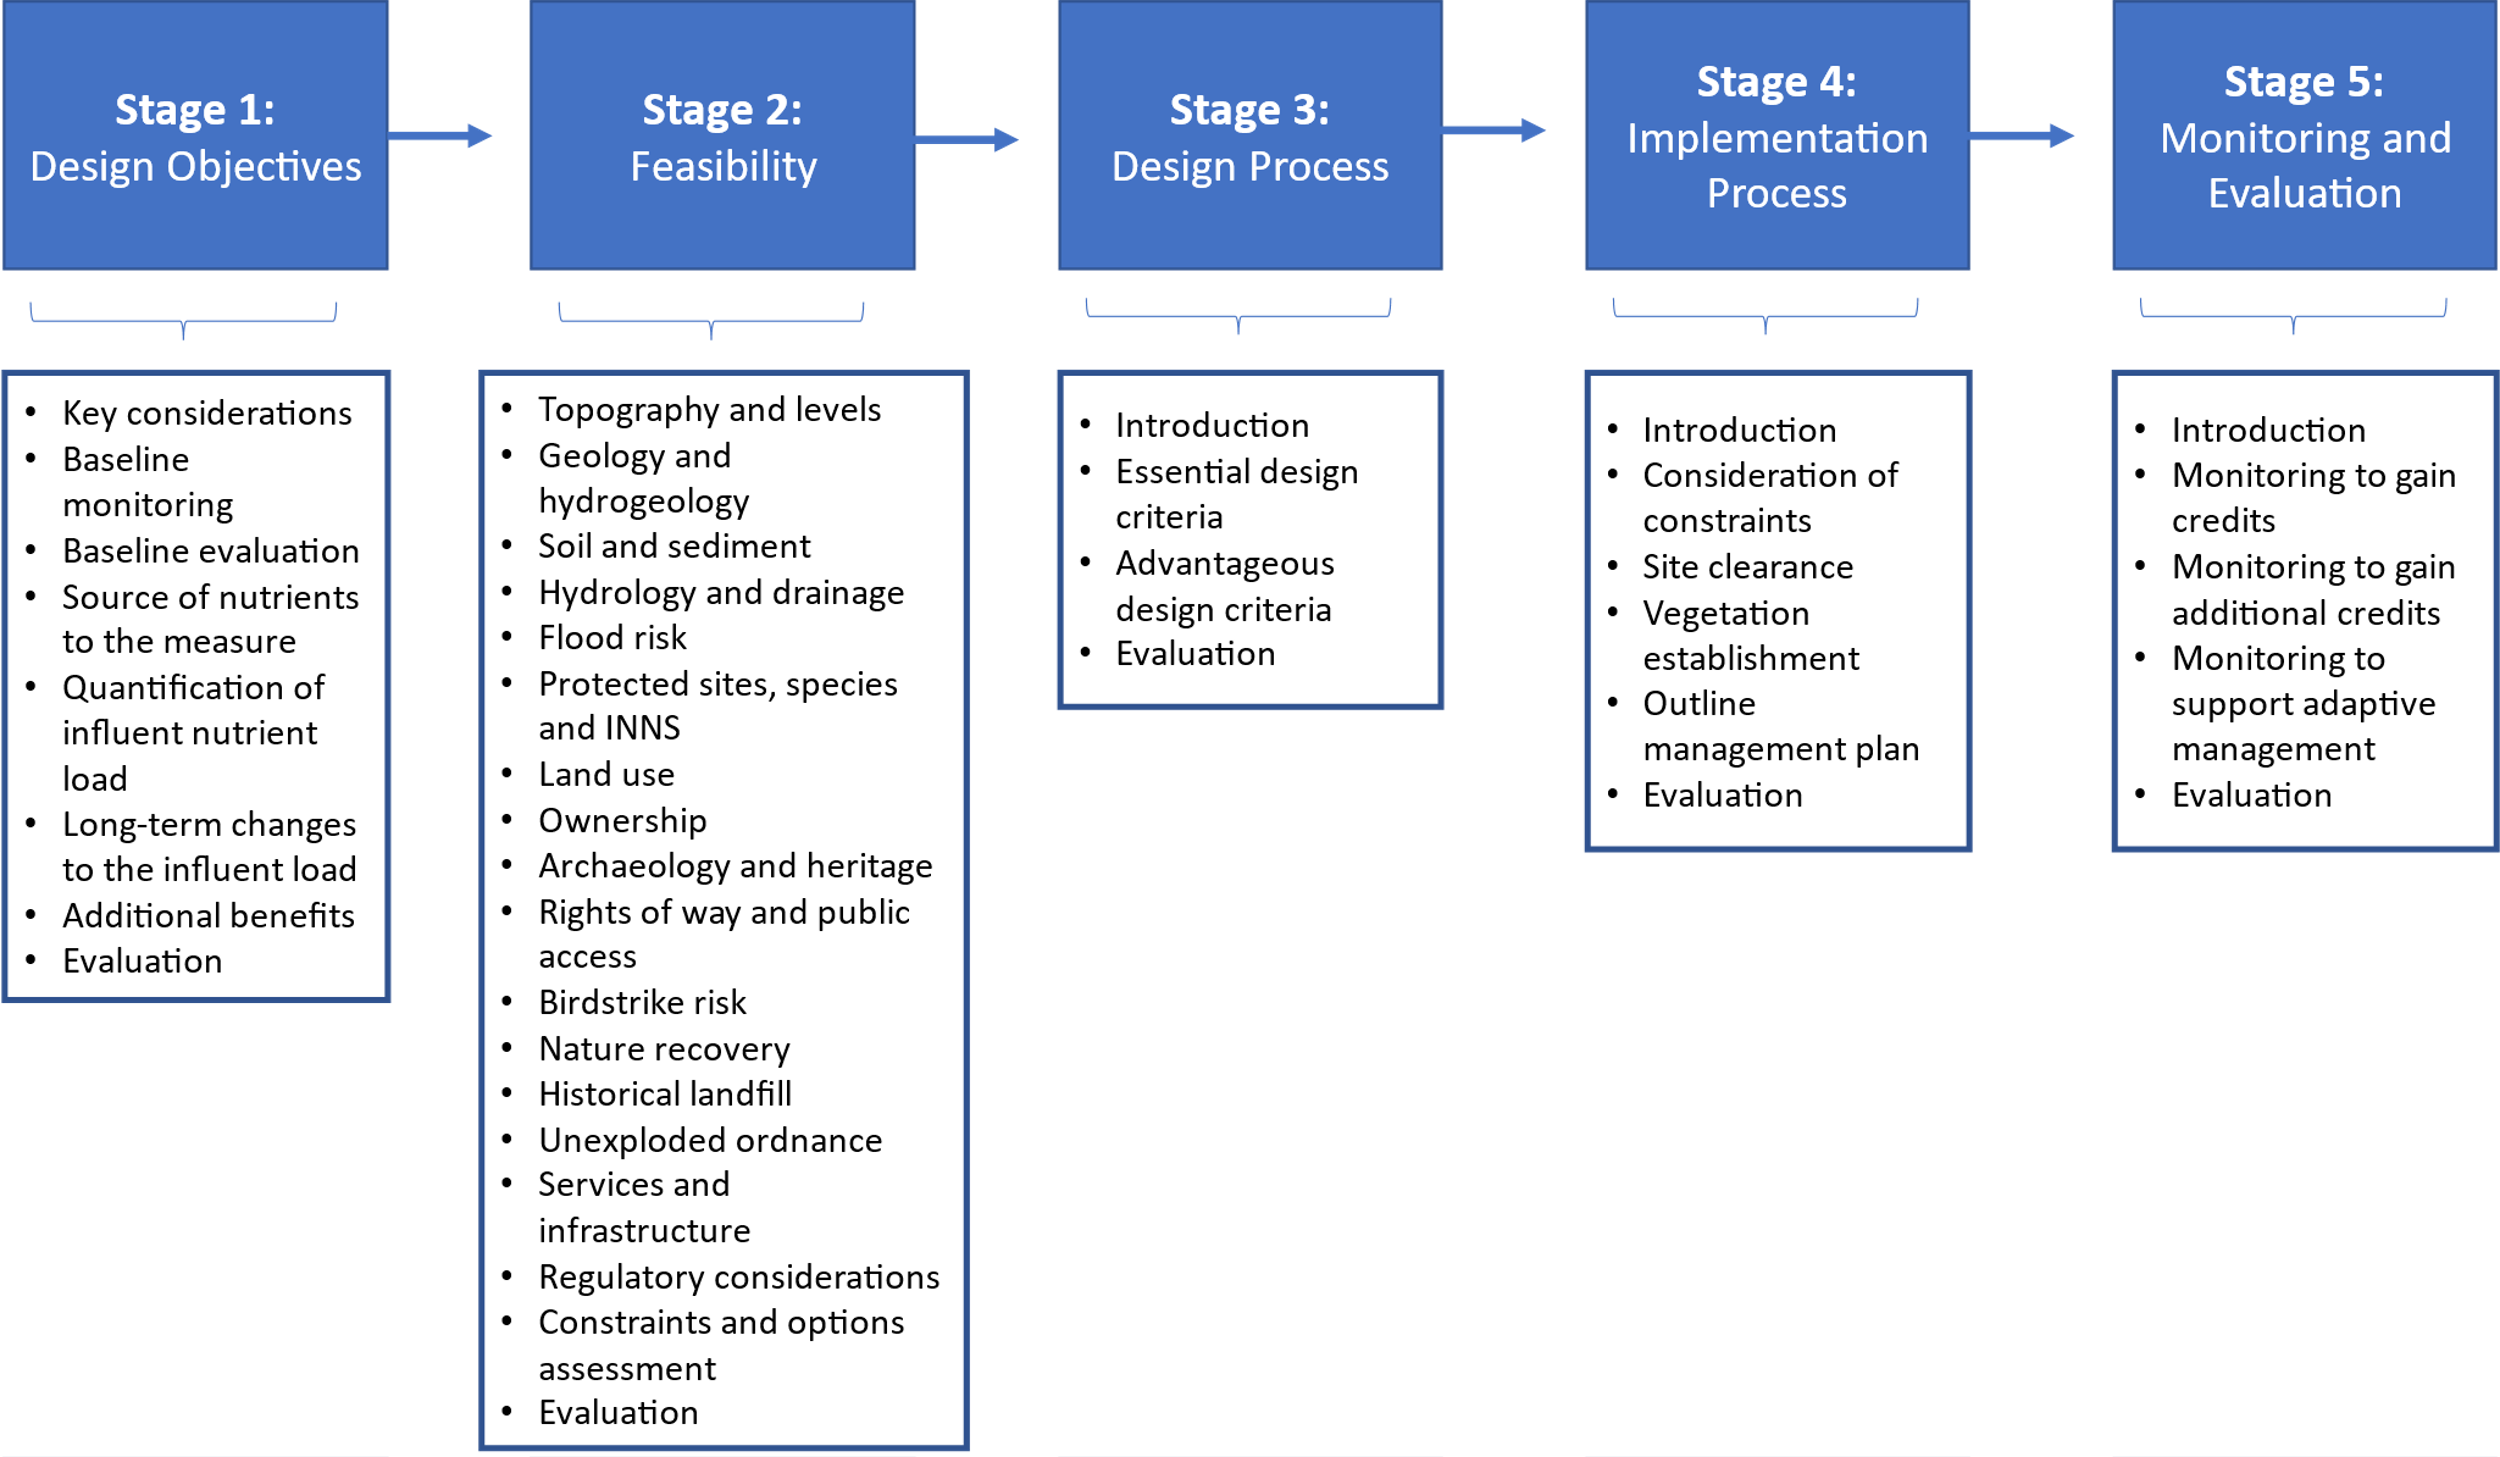 Stage 1:
Design Objectives
Stage 2:
Feasibility
Stage 3:
Design Process
Stage 4:
Implementation
Process
Stage 5:
Monitoring and
Evaluation
• Key considerations
• Baseline
monitoring
• Baseline evaluation
• Source of nutrients
to the measure
• Quantification of
influent nutrient
load
• Long-term changes
to the influent load
• Additional benefits
• Evaluation
• Topography and levels
• Geology and
hydrogeology
• Soil and sediment
• Hydrology and drainage
• Flood risk
• Protected sites, species
and INNS
• Land use
• Ownership
• Archaeology and heritage
• Rights of way and public
access
• Birdstrike risk
• Nature recovery
• Historical landfill
• Unexploded ordnance
• Services and
infrastructure
• Regulatory considerations
• Constraints and options
assessment
• Evaluation
• Introduction
• Essential design
criteria
• Advantageous
design criteria
• Evaluation
• Introduction
• Consideration of
constraints
• Site clearance
• Vegetation
establishment
• Outline
management plan
• Evaluation
• Introduction
• Monitoring to gain
credits
• Monitoring to gain
additional credits
• Monitoring to
support adaptive
management
• Evaluation